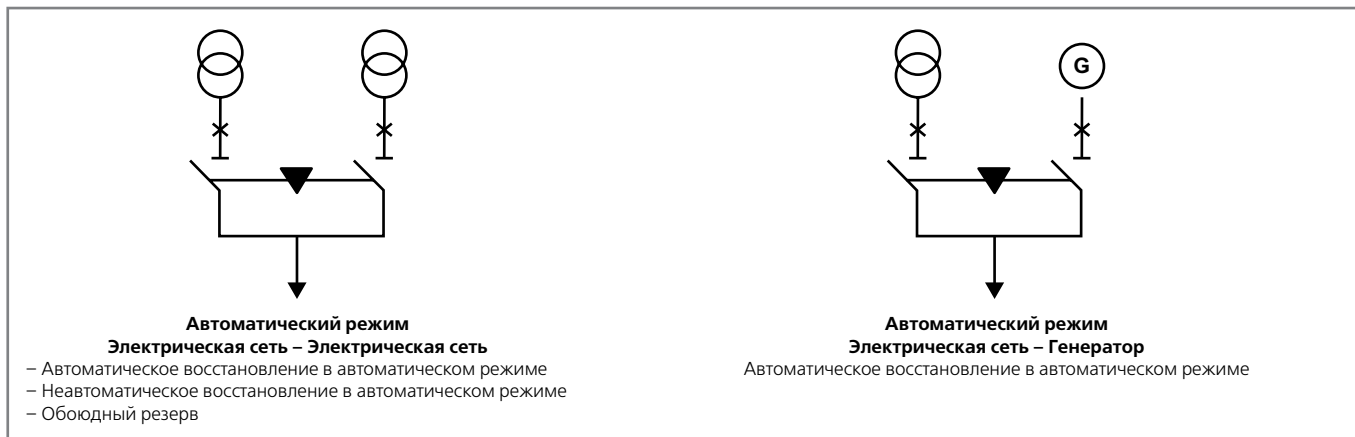 G
Автоматический режим
Электрическая сеть – Электрическая сеть
– Автоматическое восстановление в автоматическом режиме
– Неавтоматическое восстановление в автоматическом режиме
– Обоюдный резерв
Автоматический режим
Электрическая сеть – Генератор
Автоматическое восстановление в автоматическом режиме